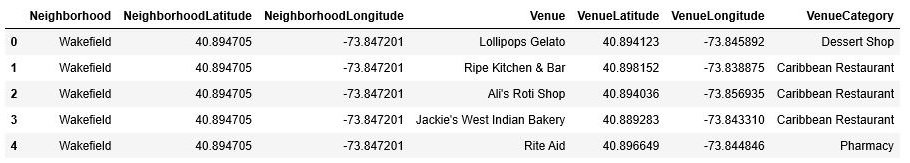 Neighborhood NeighborhoodLatitude NeighborhoodLongitude Venue VenueLatitude VenueLongitude VenueCategory
0 Wakefield 40.894705 -73.847201 Lollipops Gelato 40.894123 -73.845892 Dessert Shop
1 Wakefield 40.894705 -73.847201 Ripe Kitchen & Bar 40.898152 -73.838875 Caribbean Restaurant
2 Wakefield 40.894705 -73.847201 Ali's Roti Shop 40.894036 -73.856935 Caribbean Restaurant
3 Wakefield 40.894705 -73.847201 Jackie's West Indian Bakery 40.889283 -73.843310 Caribbean Restaurant
4 Wakefield 40.894705 -73.847201 Rite Aid 40.896649 -73.844846 Pharmacy